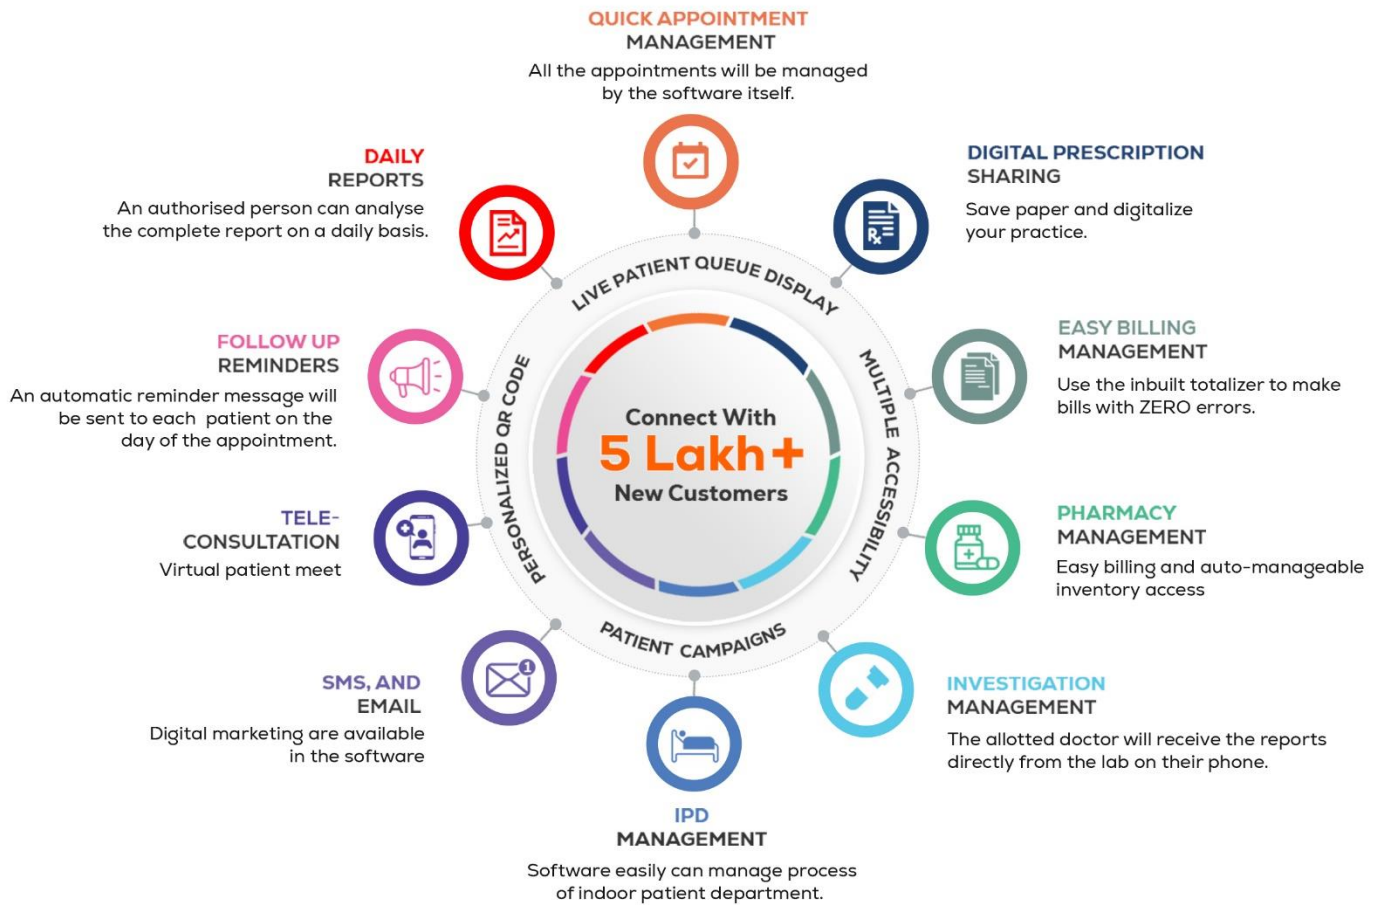 QUICK APPOINTMENT
MANAGEMENT
All the appointments will be managed
by the software itself.
DAILY
REPORTS
An authorised person can analyse
the complete report on a daily basis.
DIGITAL PRESCRIPTION
SHARING
Save paper and digitalize
your practice.
Rx
FOLLOW UP
REMINDERS
An automatic reminder message will
be sent to each patient on the
day of the appointment.
EASY BILLING
MANAGEMENT
Use the inbuilt totalizer to make
bills with ZERO errors.
LIVE PATIENT QUEUE DISPLAY
PERSONALIZED QR CODE
MULTIPLE ACCESSIBILITY
PATIENT CAMPAIGNS
Connect With
5 Lakh+
New Customers
TELE-
CONSULTATION
Virtual patient meet
PHARMACY
MANAGEMENT
Easy billing and auto-manageable
inventory access
SMS, AND
EMAIL
Digital marketing are available
in the software
1
INVESTIGATION
MANAGEMENT
The allotted doctor will receive the reports
directly from the lab on their phone.
IPD
MANAGEMENT
Software easily can manage process
of indoor patient department.